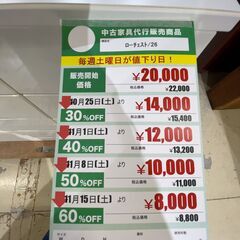 中古家具代行販売商品
ローチェスト/26
毎週土曜日が値下り日！
販売開始価格 ¥20,000
税込価格 ¥22,000
10月25日(土)より
30%OFF ¥14,000
税込価格 ¥15,400
11月1日(土)より
40%OFF ¥12,000
税込価格 ¥13,200
11月8日(土)より
50%OFF ¥10,000
税込価格 ¥11,000
11月15日(土)より
60%OFF ¥8,000
税込価格 ¥8,800
サイズ
W D H